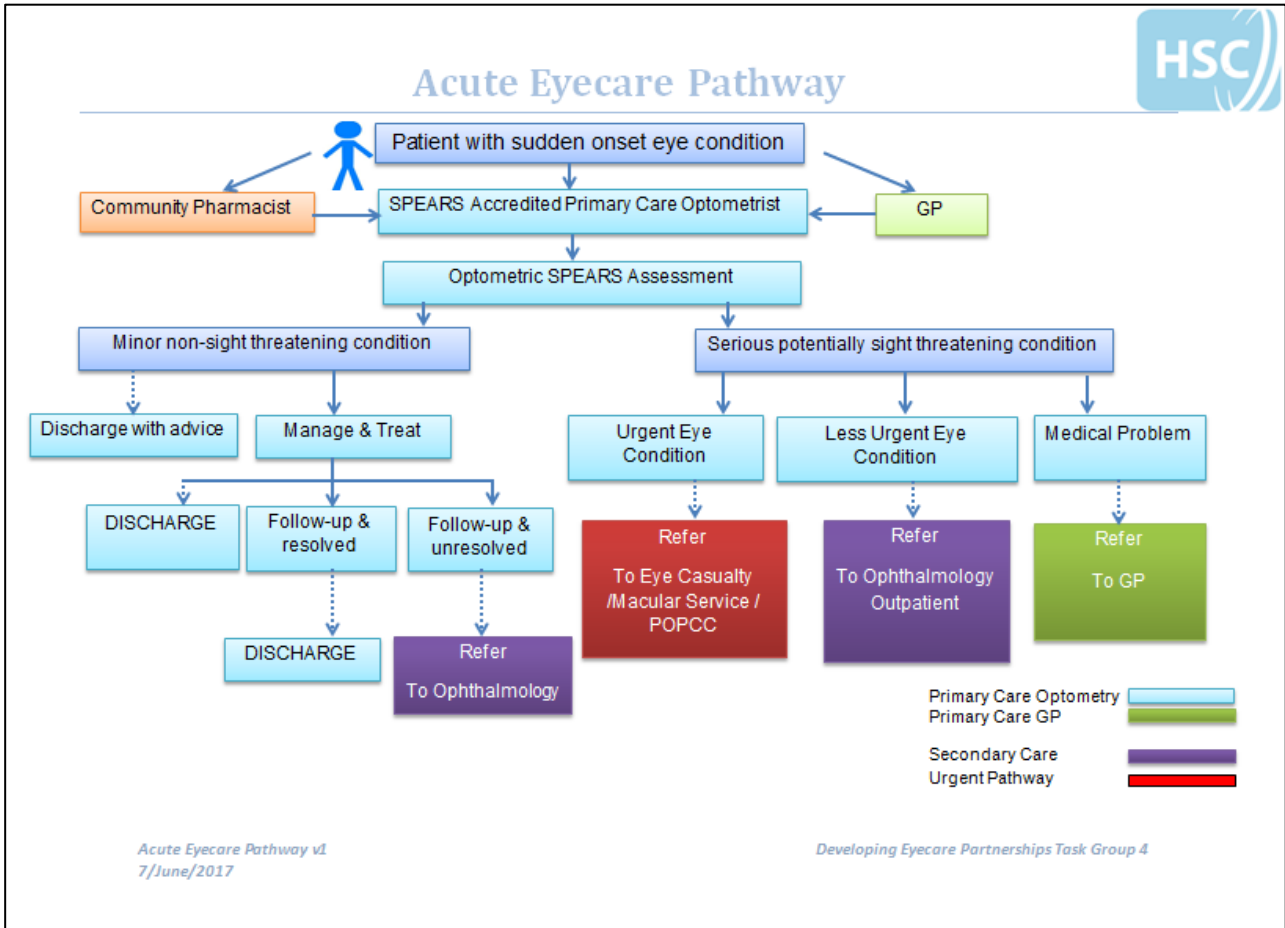 HSC
Acute Eyecare Pathway
Patient with sudden onset eye condition
Community Pharmacist
SPEARS Accredited Primary Care Optometrist
GP
Optometric SPEARS Assessment
Minor non-sight threatening condition
Serious potentially sight threatening condition
Discharge with advice
Manage & Treat
Urgent Eye
Condition
Less Urgent Eye
Condition
Medical Problem
DISCHARGE
Follow-up &
resolved
Follow-up &
unresolved
Refer
To Eye Casualty
/Macular Service /
POPCC
Refer
To Ophthalmology
Outpatient
Refer
To GP
DISCHARGE
Refer
To Ophthalmology
Primary Care Optometry
Primary Care GP
Secondary Care
Urgent Pathway
Acute Eyecare Pathway v1
7/June/2017
Developing Eyecare Partnerships Task Group 4